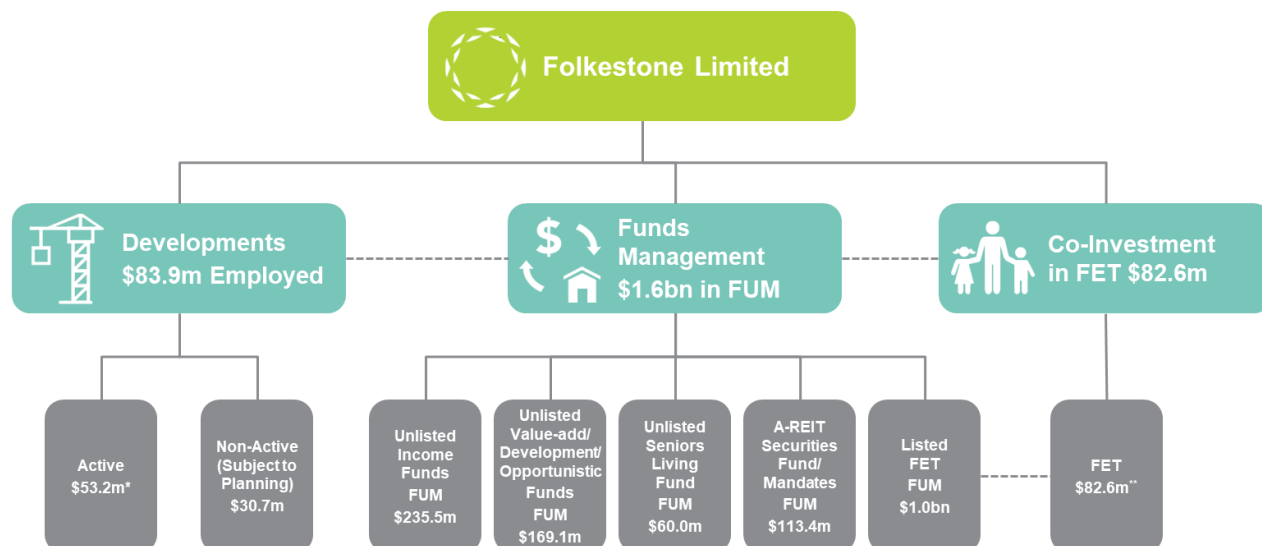 Folkestone Limited
Developments
$83.9m Employed
$
Funds
Management
$1.6bn in FUM
Co-Investment
in FET $82.6m
Active
$53.2m*
Non-Active
(Subject to
Planning)
$30.7m
Unlisted
Income
Funds
FUM
$235.5m
Unlisted
Value-add/
Development/
Opportunistic
Funds
FUM
$169.1m
Unlisted
Seniors
Living
Fund
FUM
$60.0m
A-REIT
Securities
Fund/
Mandates
FUM
$113.4m
Listed
FET
FUM
$1.0bn
FET
$82.6m**